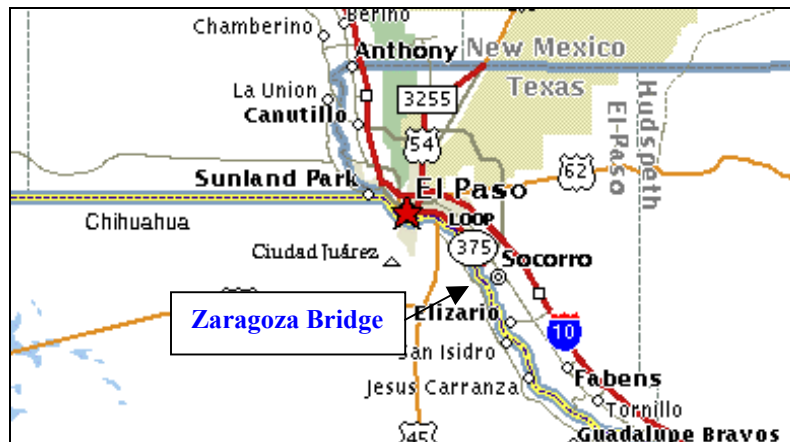 Berino
Chamberino
Anthony
New Mexico
Texas
La Union
3255
Canutillo
54
Hudspeth
El-Paso
62
Sunland Park
El Paso
LOOP
Chihuahua
375
Ciudad Juárez
Socorro
Zaragoza Bridge
Elizario
10
San Isidro
Jesus Carranza
Fabens
Tornillo
45
Guadalupe Bravos